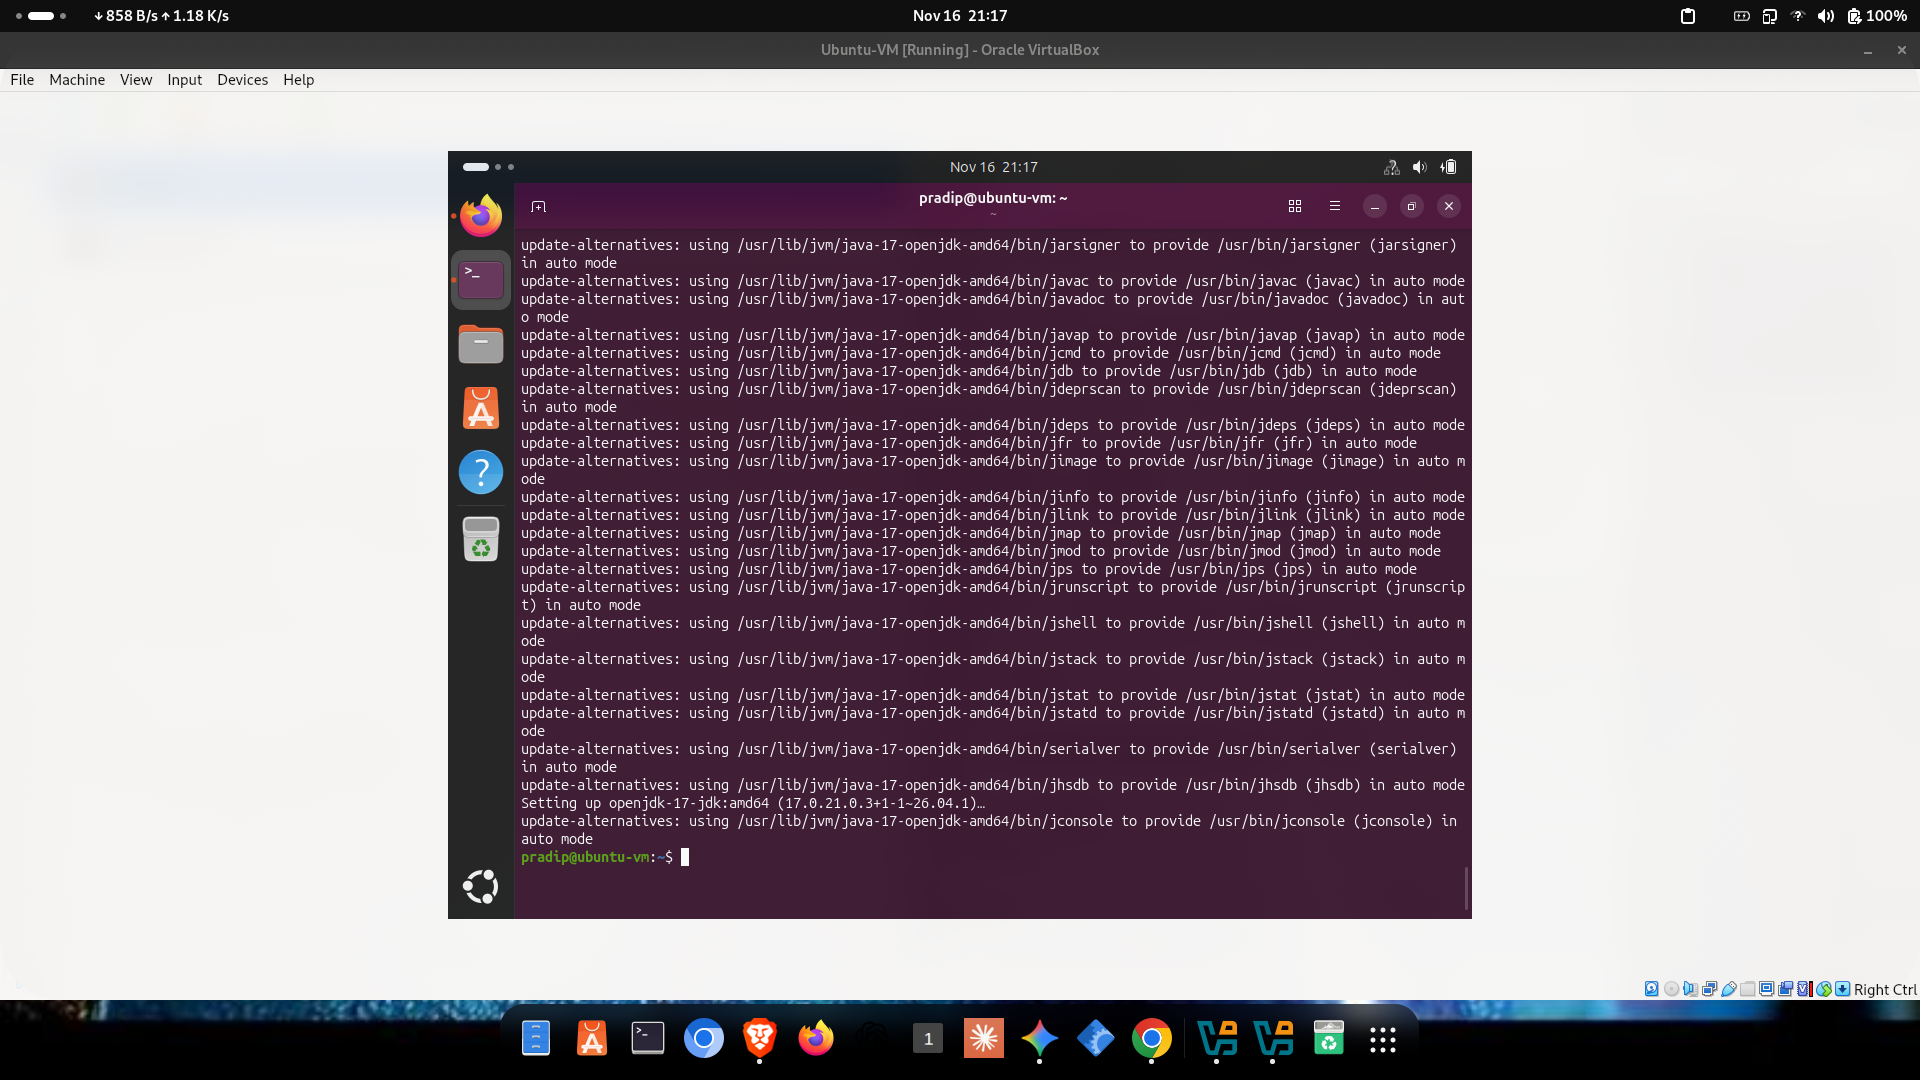 ↓ 858 B/s ↑ 1.18 K/s
Nov 16 21:17
100%
Ubuntu-VM [Running] - Oracle VirtualBox
File Machine View Input Devices Help
Nov 16 21:17
pradip@ubuntu-vm: ~
~
update-alternatives: using /usr/lib/jvm/java-17-openjdk-amd64/bin/jarsigner to provide /usr/bin/jarsigner (jarsigner)
in auto mode
update-alternatives: using /usr/lib/jvm/java-17-openjdk-amd64/bin/javac to provide /usr/bin/javac (javac) in auto mode
update-alternatives: using /usr/lib/jvm/java-17-openjdk-amd64/bin/javadoc to provide /usr/bin/javadoc (javadoc) in aut
o mode
update-alternatives: using /usr/lib/jvm/java-17-openjdk-amd64/bin/javap to provide /usr/bin/javap (javap) in auto mode
update-alternatives: using /usr/lib/jvm/java-17-openjdk-amd64/bin/jcmd to provide /usr/bin/jcmd (jcmd) in auto mode
update-alternatives: using /usr/lib/jvm/java-17-openjdk-amd64/bin/jdb to provide /usr/bin/jdb (jdb) in auto mode
update-alternatives: using /usr/lib/jvm/java-17-openjdk-amd64/bin/jdeprscan to provide /usr/bin/jdeprscan (jdeprscan)
in auto mode
update-alternatives: using /usr/lib/jvm/java-17-openjdk-amd64/bin/jdeps to provide /usr/bin/jdeps (jdeps) in auto mode
update-alternatives: using /usr/lib/jvm/java-17-openjdk-amd64/bin/jfr to provide /usr/bin/jfr (jfr) in auto mode
update-alternatives: using /usr/lib/jvm/java-17-openjdk-amd64/bin/jimage to provide /usr/bin/jimage (jimage) in auto m
ode
update-alternatives: using /usr/lib/jvm/java-17-openjdk-amd64/bin/jinfo to provide /usr/bin/jinfo (jinfo) in auto mode
update-alternatives: using /usr/lib/jvm/java-17-openjdk-amd64/bin/jlink to provide /usr/bin/jlink (jlink) in auto mode
update-alternatives: using /usr/lib/jvm/java-17-openjdk-amd64/bin/jmap to provide /usr/bin/jmap (jmap) in auto mode
update-alternatives: using /usr/lib/jvm/java-17-openjdk-amd64/bin/jmod to provide /usr/bin/jmod (jmod) in auto mode
update-alternatives: using /usr/lib/jvm/java-17-openjdk-amd64/bin/jps to provide /usr/bin/jps (jps) in auto mode
update-alternatives: using /usr/lib/jvm/java-17-openjdk-amd64/bin/jrunscript to provide /usr/bin/jrunscript (jrunscrip
t) in auto mode
update-alternatives: using /usr/lib/jvm/java-17-openjdk-amd64/bin/jshell to provide /usr/bin/jshell (jshell) in auto m
ode
update-alternatives: using /usr/lib/jvm/java-17-openjdk-amd64/bin/jstack to provide /usr/bin/jstack (jstack) in auto m
ode
update-alternatives: using /usr/lib/jvm/java-17-openjdk-amd64/bin/jstat to provide /usr/bin/jstat (jstat) in auto mode
update-alternatives: using /usr/lib/jvm/java-17-openjdk-amd64/bin/jstatd to provide /usr/bin/jstatd (jstatd) in auto m
ode
update-alternatives: using /usr/lib/jvm/java-17-openjdk-amd64/bin/serialver to provide /usr/bin/serialver (serialver)
in auto mode
update-alternatives: using /usr/lib/jvm/java-17-openjdk-amd64/bin/jhsdb to provide /usr/bin/jhsdb (jhsdb) in auto mode
Setting up openjdk-17-jdk:amd64 (17.0.21.0.3+1-1~26.04.1)…
update-alternatives: using /usr/lib/jvm/java-17-openjdk-amd64/bin/jconsole to provide /usr/bin/jconsole (jconsole) in
auto mode
pradip@ubuntu-vm:~$
Right Ctrl
1